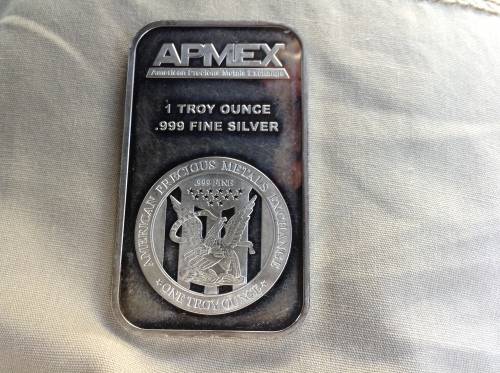 APMEX
American Precious Metals Exchange
1 TROY OUNCE
.999 FINE SILVER
AMERICAN PRECIOUS METALS EXCHANGE
.999 FINE
ONE TROY OUNCE